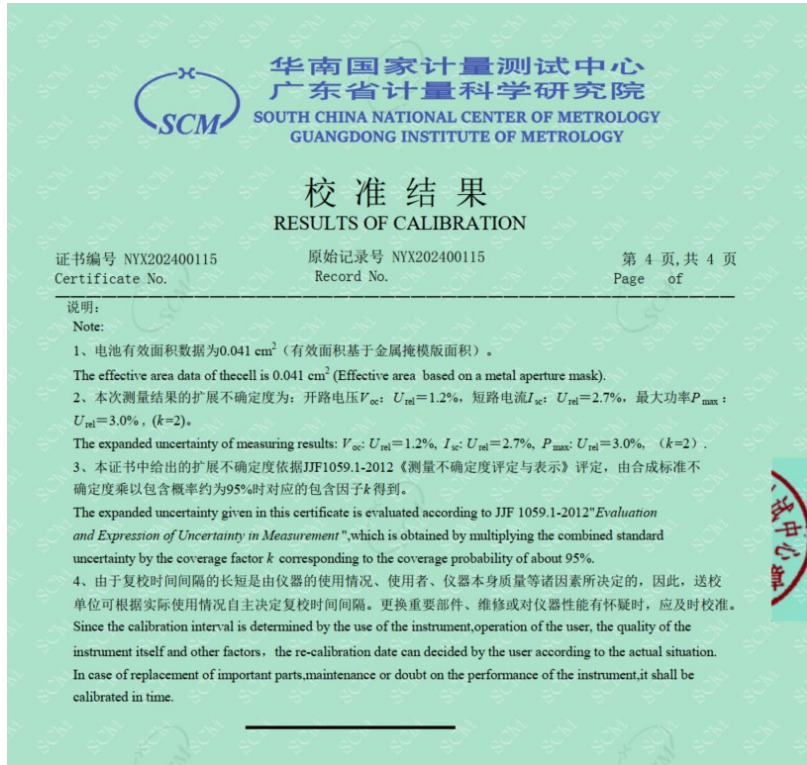 SCM
华南国家计量测试中心
广东省计量科学研究院
SOUTH CHINA NATIONAL CENTER OF METROLOGY
GUANGDONG INSTITUTE OF METROLOGY
校准结果
RESULTS OF CALIBRATION
证书编号 NYX202400115 原始记录号 NYX202400115 第 4 页,共 4 页
Certificate No. Record No. Page of
说明:
Note:
1、电池有效面积数据为0.041 cm²（有效面积基于金属掩模版面积）。
The effective area data of thecell is 0.041 cm² (Effective area based on a metal aperture mask).
2、本次测量结果的扩展不确定度为：开路电压Voc：Urel＝1.2%，短路电流Isc：Urel＝2.7%，最大功率Pmax：
Urel＝3.0%，(k=2)。
The expanded uncertainty of measuring results: Voc: Urel＝1.2%, Isc: Urel＝2.7%, Pmax: Urel＝3.0%, （k=2）.
3、本证书中给出的扩展不确定度依据JJF1059.1-2012《测量不确定度评定与表示》评定，由合成标准不
确定度乘以包含概率约为95%时对应的包含因子k得到。
The expanded uncertainty given in this certificate is evaluated according to JJF 1059.1-2012"Evaluation
and Expression of Uncertainty in Measurement",which is obtained by multiplying the combined standard
uncertainty by the coverage factor k corresponding to the coverage probability of about 95%.
4、由于复校时间间隔的长短是由仪器的使用情况、使用者、仪器本身质量等诸因素所决定的，因此，送校
单位可根据实际使用情况自主决定复校时间间隔。更换重要部件、维修或对仪器性能有怀疑时，应及时校准。
Since the calibration interval is determined by the use of the instrument,operation of the user, the quality of the
instrument itself and other factors，the re-calibration date can decided by the user according to the actual situation.
In case of replacement of important parts,maintenance or doubt on the performance of the instrument,it shall be
calibrated in time.
试中心
章